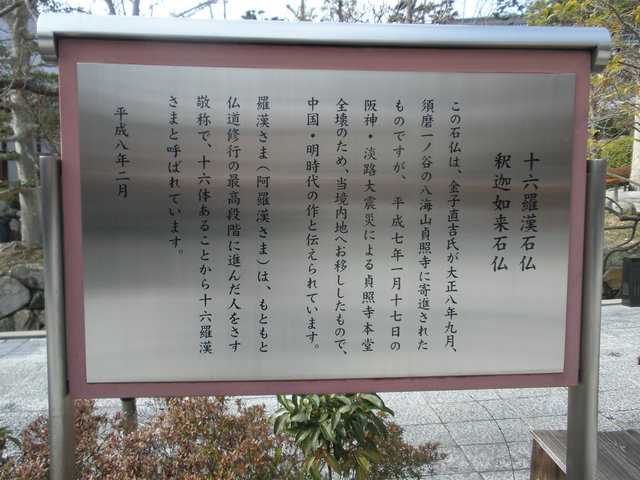 十六羅漢石仏
釈迦如来石仏
この石仏は、金子直吉氏が大正八年九月、
須磨一ノ谷の八海山貞照寺に寄進された
ものですが、平成七年一月十七日の
阪神・淡路大震災による貞照寺本堂
全壊のため、当境内地へお移ししたもので、
中国・明時代の作と伝えられています。
羅漢さま（阿羅漢さま）は、もともと
仏道修行の最高段階に進んだ人をさす
敬称で、十六体あることから十六羅漢
さまと呼ばれています。
平成八年二月